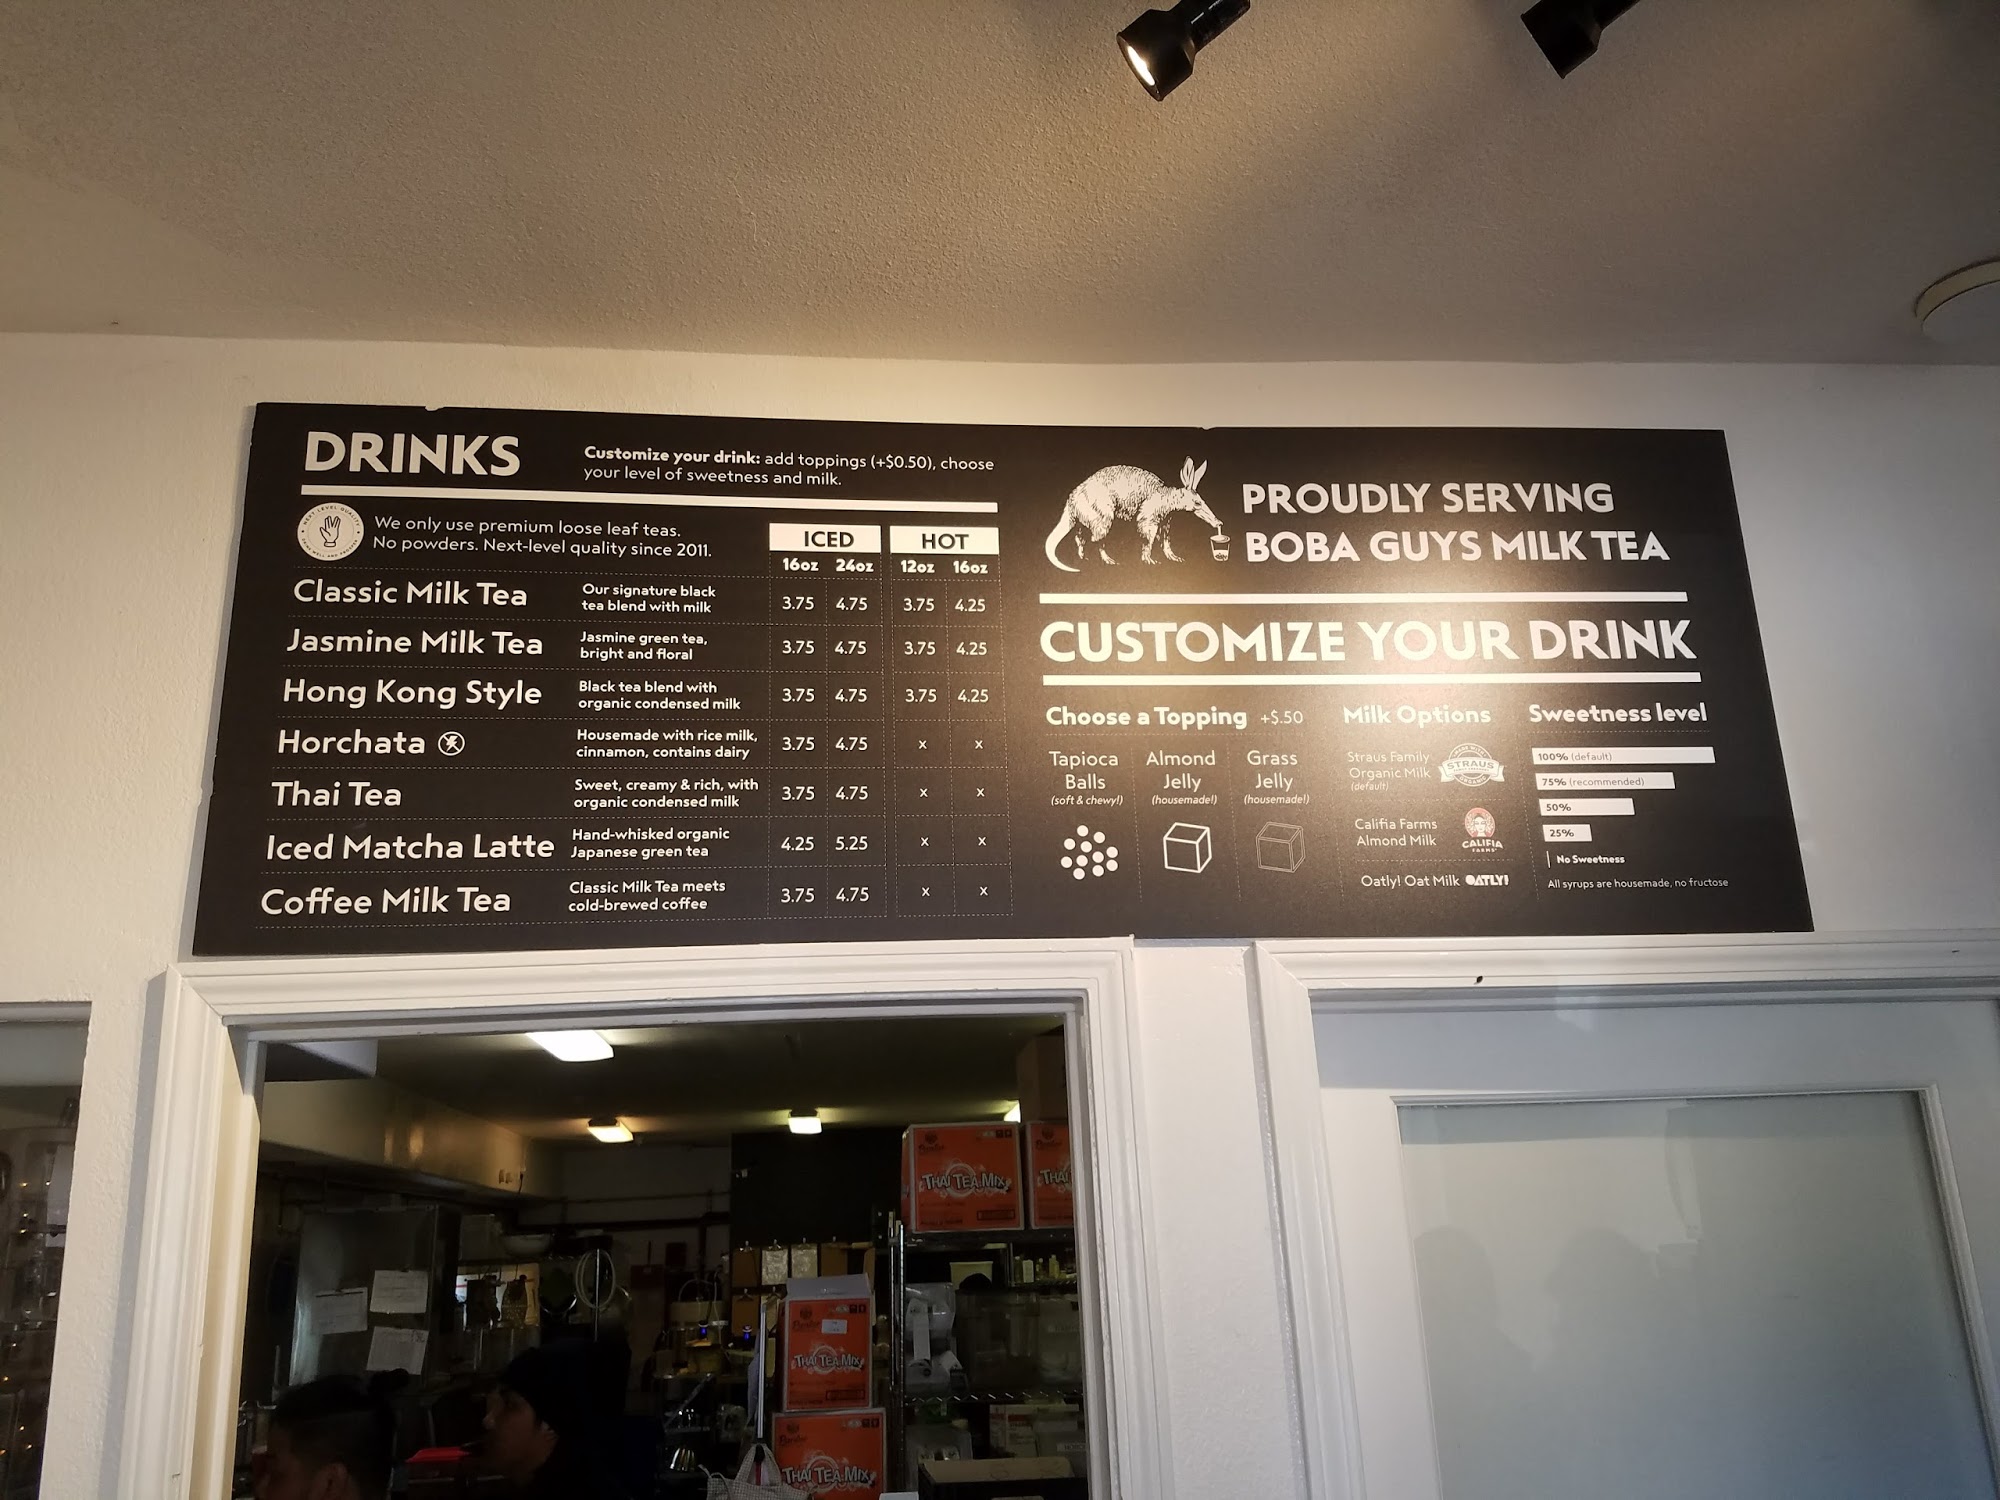 DRINKS
Customize your drink: add toppings (+$0.50), choose
your level of sweetness and milk.
NEXT LEVEL QUALITY
We only use premium loose leaf teas.
No powders. Next-level quality since 2011.
ICED HOT
16oz 24oz 12oz 16oz
Classic Milk Tea Our signature black 3.75 4.75 3.75 4.25
tea blend with milk
Jasmine Milk Tea Jasmine green tea, 3.75 4.75 3.75 4.25
bright and floral
Hong Kong Style Black tea blend with 3.75 4.75 3.75 4.25
organic condensed milk
Horchata Housemade with rice milk, 3.75 4.75 x x
cinnamon, contains dairy
Thai Tea Sweet, creamy & rich, with 3.75 4.75 x x
organic condensed milk
Iced Matcha Latte Hand-whisked organic 4.25 5.25 x x
Japanese green tea
Coffee Milk Tea Classic Milk Tea meets 3.75 4.75 x x
cold-brewed coffee
PROUDLY SERVING
BOBA GUYS MILK TEA
CUSTOMIZE YOUR DRINK
Choose a Topping +$.50
Tapioca
Balls
(soft & chewy!)
Almond
Jelly
(housemade!)
Grass
Jelly
(housemade!)
Milk Options
Straus Family
Organic Milk
(default)
STRAUS
Califia Farms
Almond Milk
CALIFIA
FARMS
Oatly! Oat Milk OATLY!
Sweetness level
100% (default)
75% (recommended)
50%
25%
No Sweetness
All syrups are housemade, no fructose
THAI TEA MIX
THAI
THAI TEA MIX
THAI TEA MIX